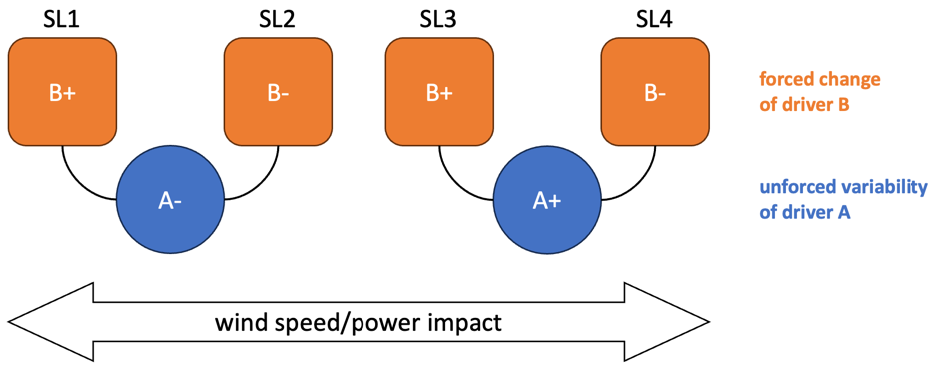 SL1
SL2
SL3
SL4
B+
B-
B+
B-
forced change
of driver B
A-
A+
unforced variability
of driver A
wind speed/power impact